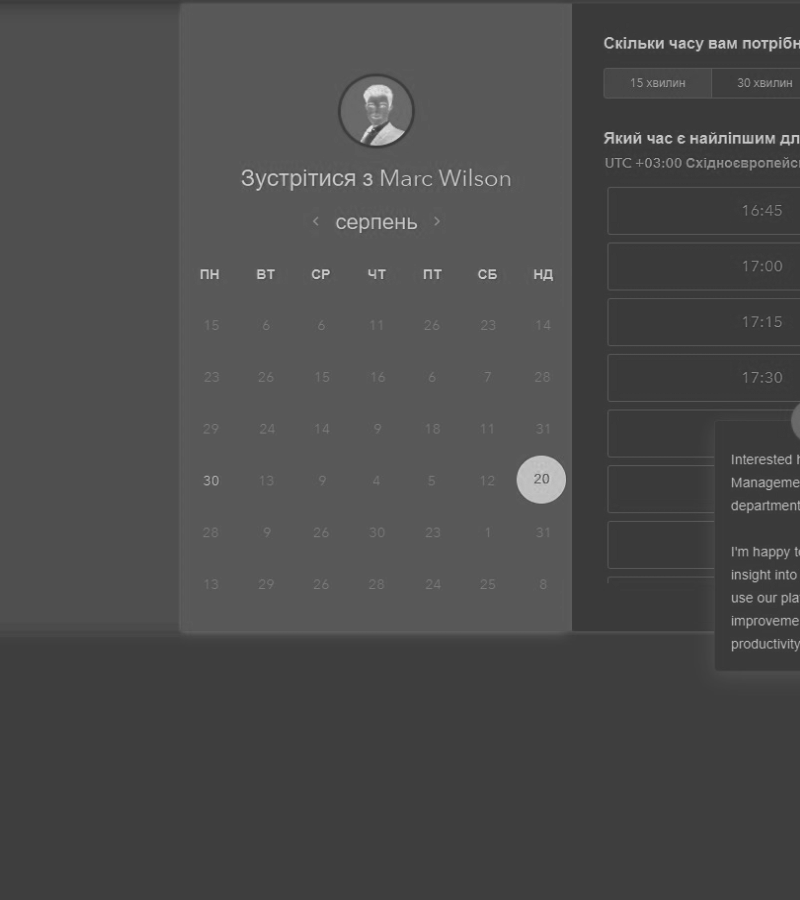 Зустрітися з Marc Wilson
серпень
ПН ВТ СР ЧТ ПТ СБ НД
15 6 6 11 26 23 14
23 26 15 16 6 7 28
29 24 14 9 18 11 31
30 13 9 4 5 12 20
28 9 26 30 23 1 31
13 29 26 28 24 25 8
Скільки часу вам потрібн
15 хвилин 30 хвилин
Який час є найліпшим дл
UTC +03:00 Східноєвропейс
16:45
17:00
17:15
17:30
Interested
Manageme
department
I'm happy t
insight into
use our pla
improveme
productivity